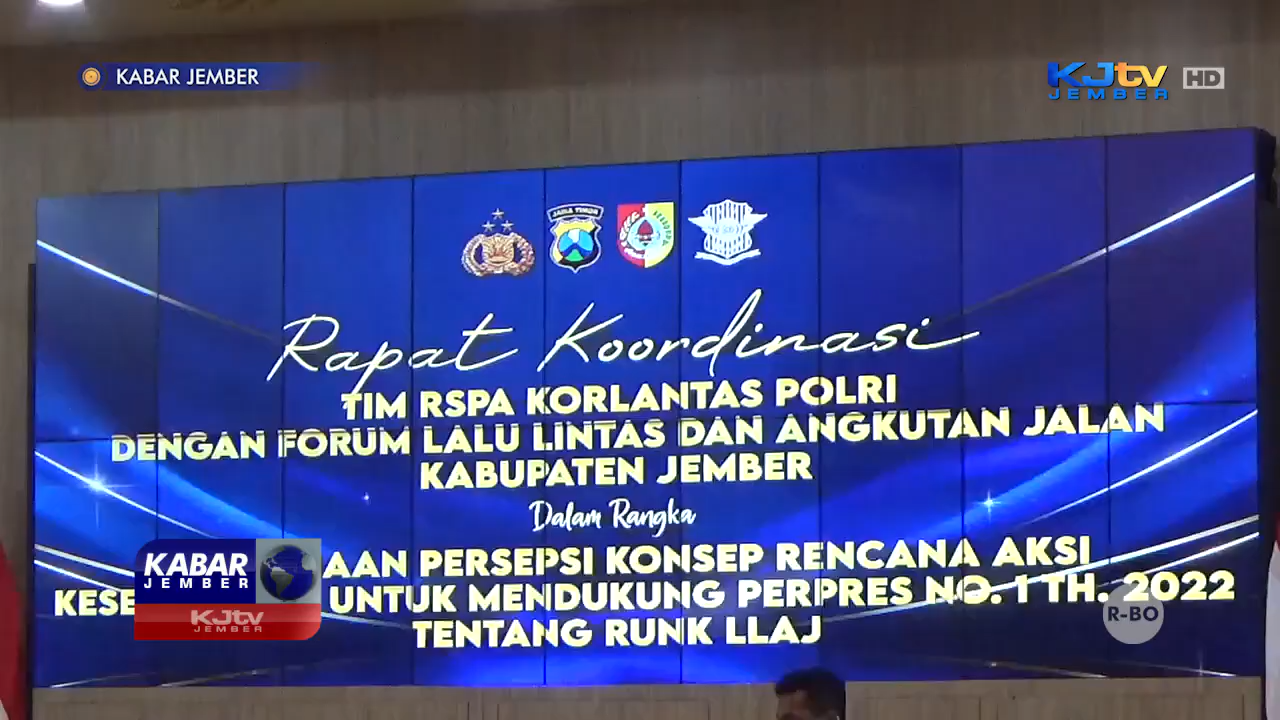 KABAR JEMBER
KJtv HD
JEMBER
JAWA TIMUR
Rapat Koordinasi
TIM RSPA KORLANTAS POLRI
DENGAN FORUM LALU LINTAS DAN ANGKUTAN JALAN
KABUPATEN JEMBER
Dalam Rangka
AAN PERSEPSI KONSEP RENCANA AKSI
KESE UNTUK MENDUKUNG PERPRES NO. 1 TH. 2022
TENTANG RUNK LLAJ
KABAR
JEMBER
KJtv
JEMBER
R-BO